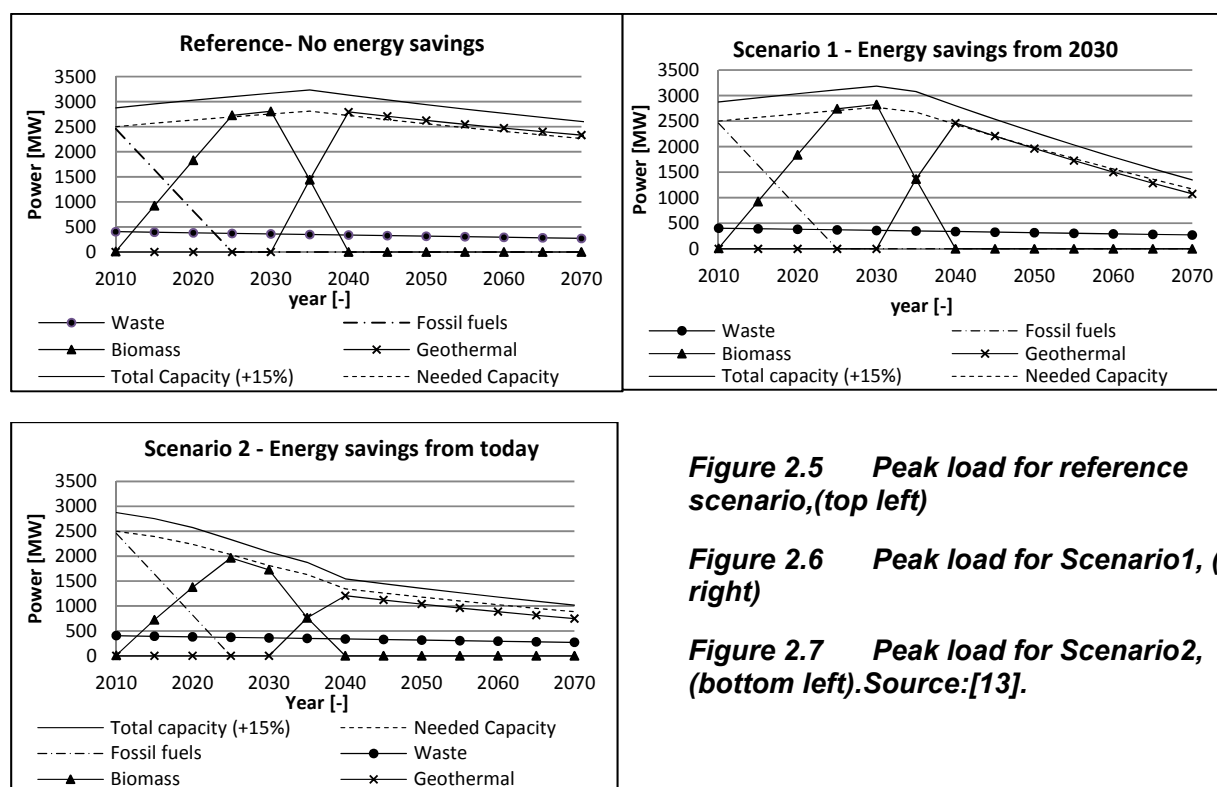 Reference- No energy savings
Power [MW]
3500
3000
2500
2000
1500
1000
500
0
2010 2020 2030 2040 2050 2060 2070
year [-]
Waste Fossil fuels
Biomass Geothermal
Total Capacity (+15%) Needed Capacity
Scenario 1 - Energy savings from 2030
Power [MW]
3500
3000
2500
2000
1500
1000
500
0
2010 2020 2030 2040 2050 2060 2070
year [-]
Waste Fossil fuels
Biomass Geothermal
Total capacity (+15%) Needed Capacity
Scenario 2 - Energy savings from today
Power [MW]
3500
3000
2500
2000
1500
1000
500
0
2010 2020 2030 2040 2050 2060 2070
Year [-]
Total capacity (+15%) Needed Capacity
Fossil fuels Waste
Biomass Geothermal
Figure 2.5 Peak load for reference
scenario,(top left)
Figure 2.6 Peak load for Scenario1, (
right)
Figure 2.7 Peak load for Scenario2,
(bottom left).Source:[13].